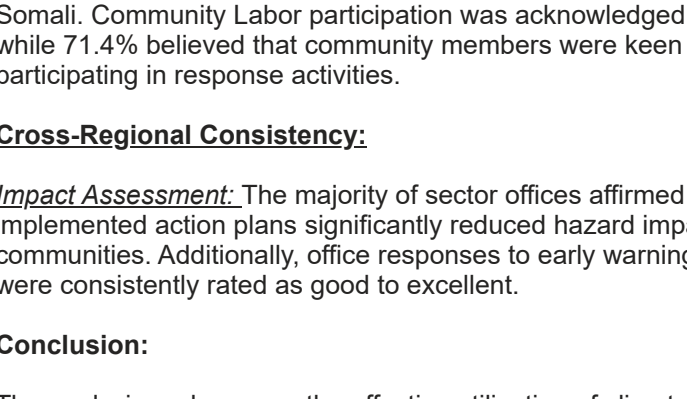 Somali. Community Labor participation was acknowledged
while 71.4% believed that community members were keen
participating in response activities.
Cross-Regional Consistency:
Impact Assessment: The majority of sector offices affirmed
implemented action plans significantly reduced hazard
communities. Additionally, office responses to early warning
were consistently rated as good to excellent.
Conclusion: